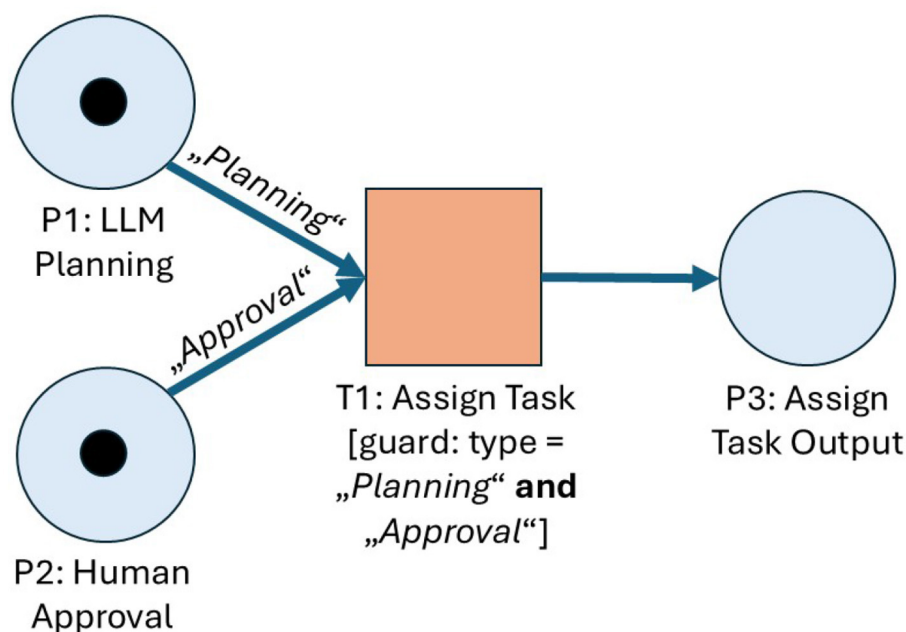 „Planning“
P1: LLM
Planning
„Approval“
T1: Assign Task
[guard: type =
„Planning“ and
„Approval“]
P3: Assign
Task Output
P2: Human
Approval